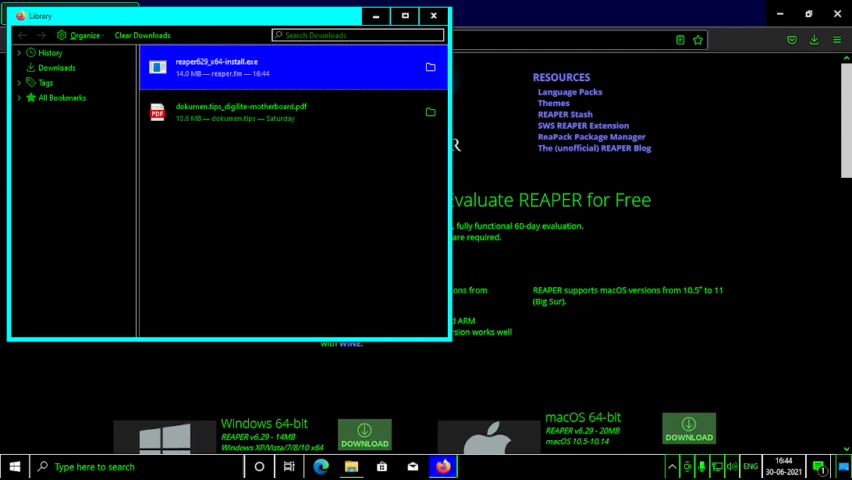 Library
Organize
Clear Downloads
Search Downloads
History
Downloads
Tags
All Bookmarks
reaper629_x64-install.exe
14.0 MB — reaper.fm — 16:44
dokumen.tips_digilite-motherboard.pdf
10.6 MB — dokumen.tips — Saturday
RESOURCES
Language Packs
Themes
REAPER Stash
SWS REAPER Extension
ReaPack Package Manager
The (unofficial) REAPER Blog
R
Evaluate REAPER for Free
, fully functional 60-day evaluation.
are required.
ons from
REAPER supports macOS versions from 10.5" to 11
(Big Sur).
d ARM
rsion works well
with WINE.
Windows 64-bit
REAPER v6.29 - 14MB
Windows XP/Vista/7/8/10 x64
DOWNLOAD
macOS 64-bit
REAPER v6.29 - 20MB
macOS 10.5-10.14
DOWNLOAD
PDF
Type here to search
ENG
16:44
30-06-2021
1